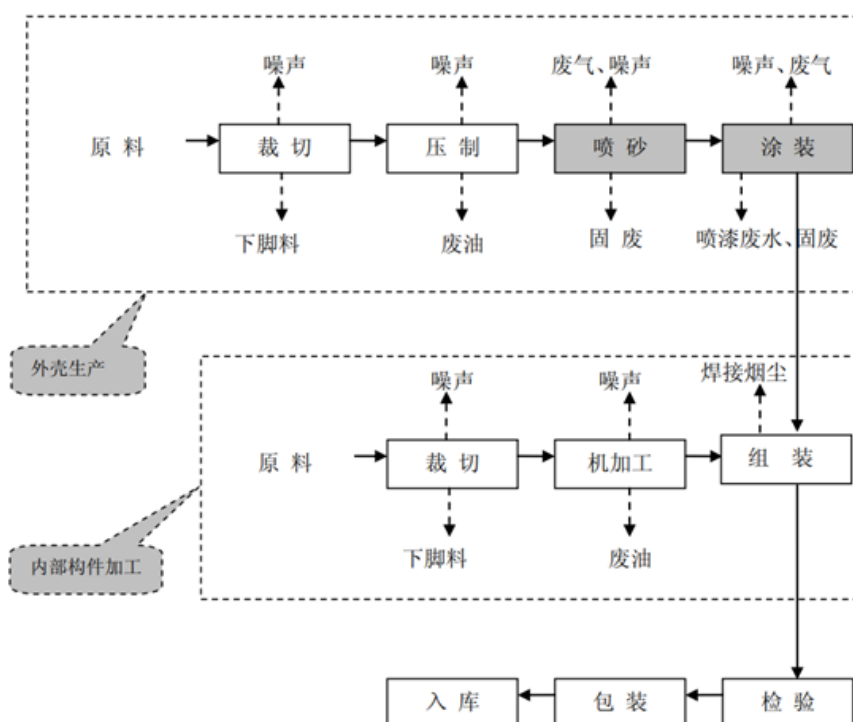 噪声
噪声
废气、噪声
噪声、废气
原 料
裁 切
压 制
喷 砂
涂 装
下脚料
废油
固 废
喷漆废水、固废
外壳生产
噪声
噪声
焊接烟尘
原 料
裁 切
机加工
组 装
下脚料
废油
内部构件加工
入 库
包 装
检 验